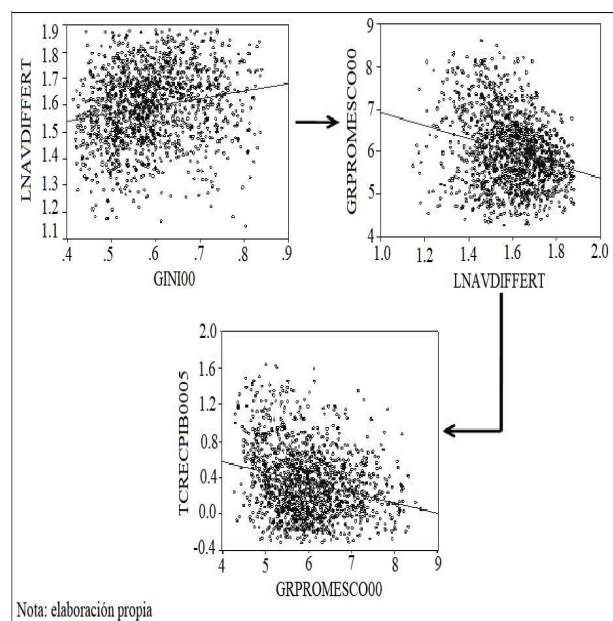 LNAVDIFFERT
1.9
1.8
1.7
1.6
1.5
1.4
1.3
1.2
1.1
.4 .5 .6 .7 .8 .9
GINI00
GRPROMESCO00
9
8
7
6
5
4
1.0 1.2 1.4 1.6 1.8 2.0
LNAVDIFFERT
TCRECPIB0005
2.0
1.6
1.2
0.8
0.4
0.0
-0.4
4 5 6 7 8 9
GRPROMESCO00
Nota: elaboración propia